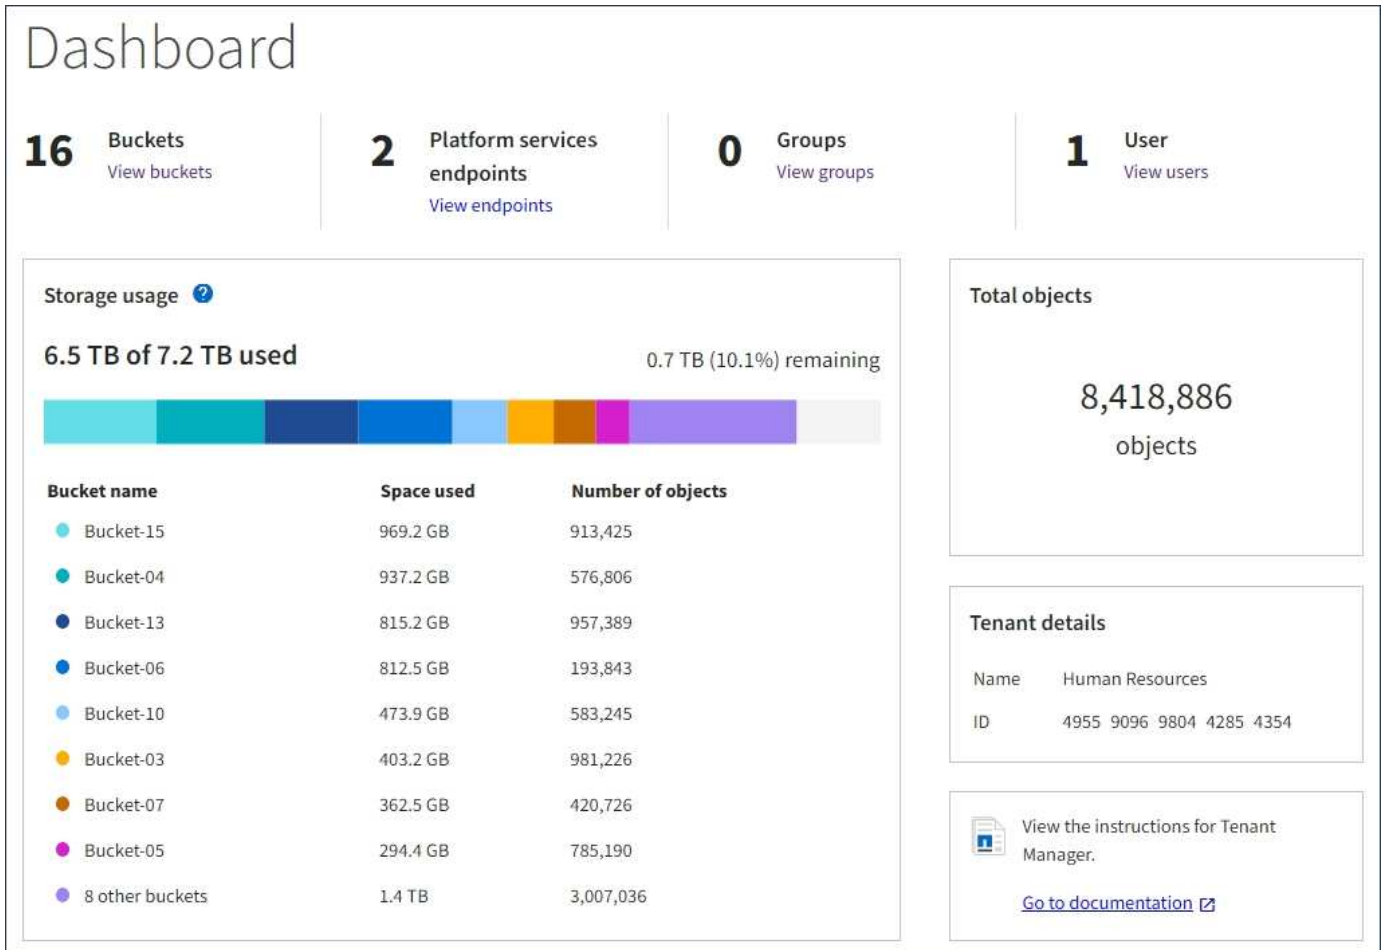 Dashboard
16 Buckets
View buckets
2 Platform services
endpoints
View endpoints
0 Groups
View groups
1 User
View users
Storage usage ?
6.5 TB of 7.2 TB used
0.7 TB (10.1%) remaining
Bucket name Space used Number of objects
Bucket-15 969.2 GB 913,425
Bucket-04 937.2 GB 576,806
Bucket-13 815.2 GB 957,389
Bucket-06 812.5 GB 193,843
Bucket-10 473.9 GB 583,245
Bucket-03 403.2 GB 981,226
Bucket-07 362.5 GB 420,726
Bucket-05 294.4 GB 785,190
8 other buckets 1.4 TB 3,007,036
Total objects
8,418,886
objects
Tenant details
Name Human Resources
ID 4955 9096 9804 4285 4354
View the instructions for Tenant
Manager.
Go to documentation